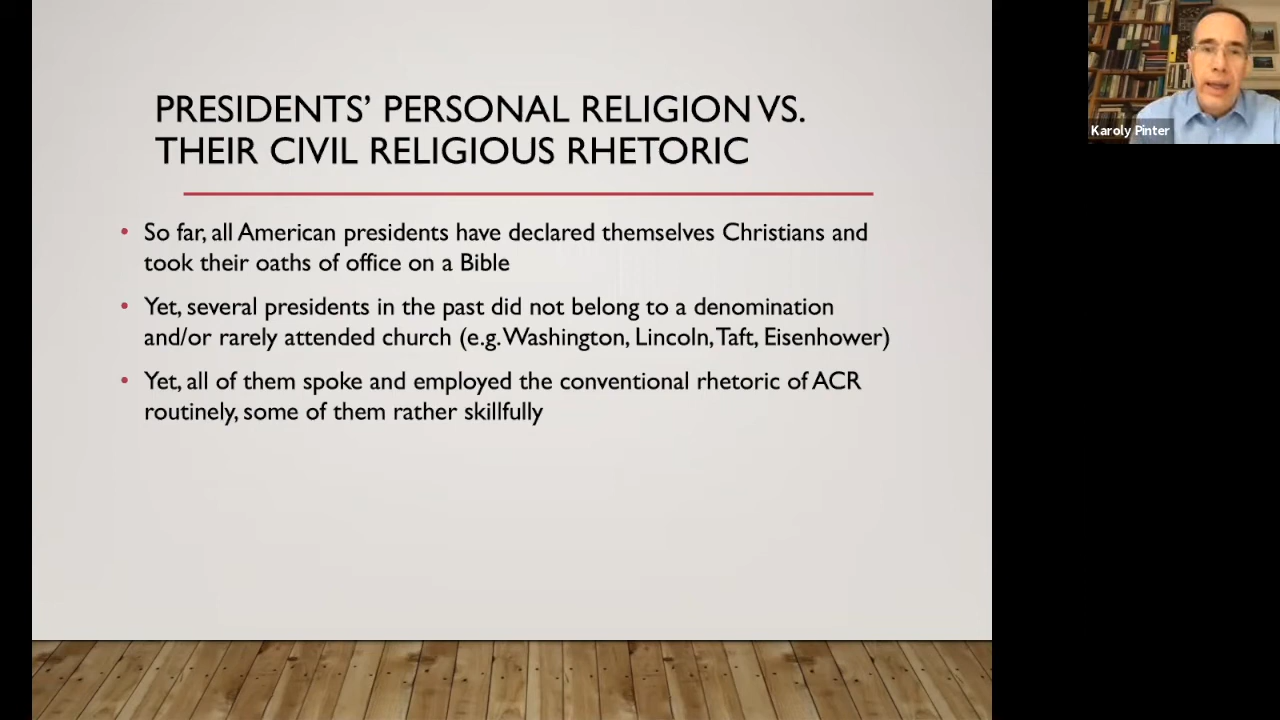 PRESIDENTS’ PERSONAL RELIGION VS.
THEIR CIVIL RELIGIOUS RHETORIC
• So far, all American presidents have declared themselves Christians and
took their oaths of office on a Bible
• Yet, several presidents in the past did not belong to a denomination
and/or rarely attended church (e.g. Washington, Lincoln, Taft, Eisenhower)
• Yet, all of them spoke and employed the conventional rhetoric of ACR
routinely, some of them rather skillfully
Karoly Pinter